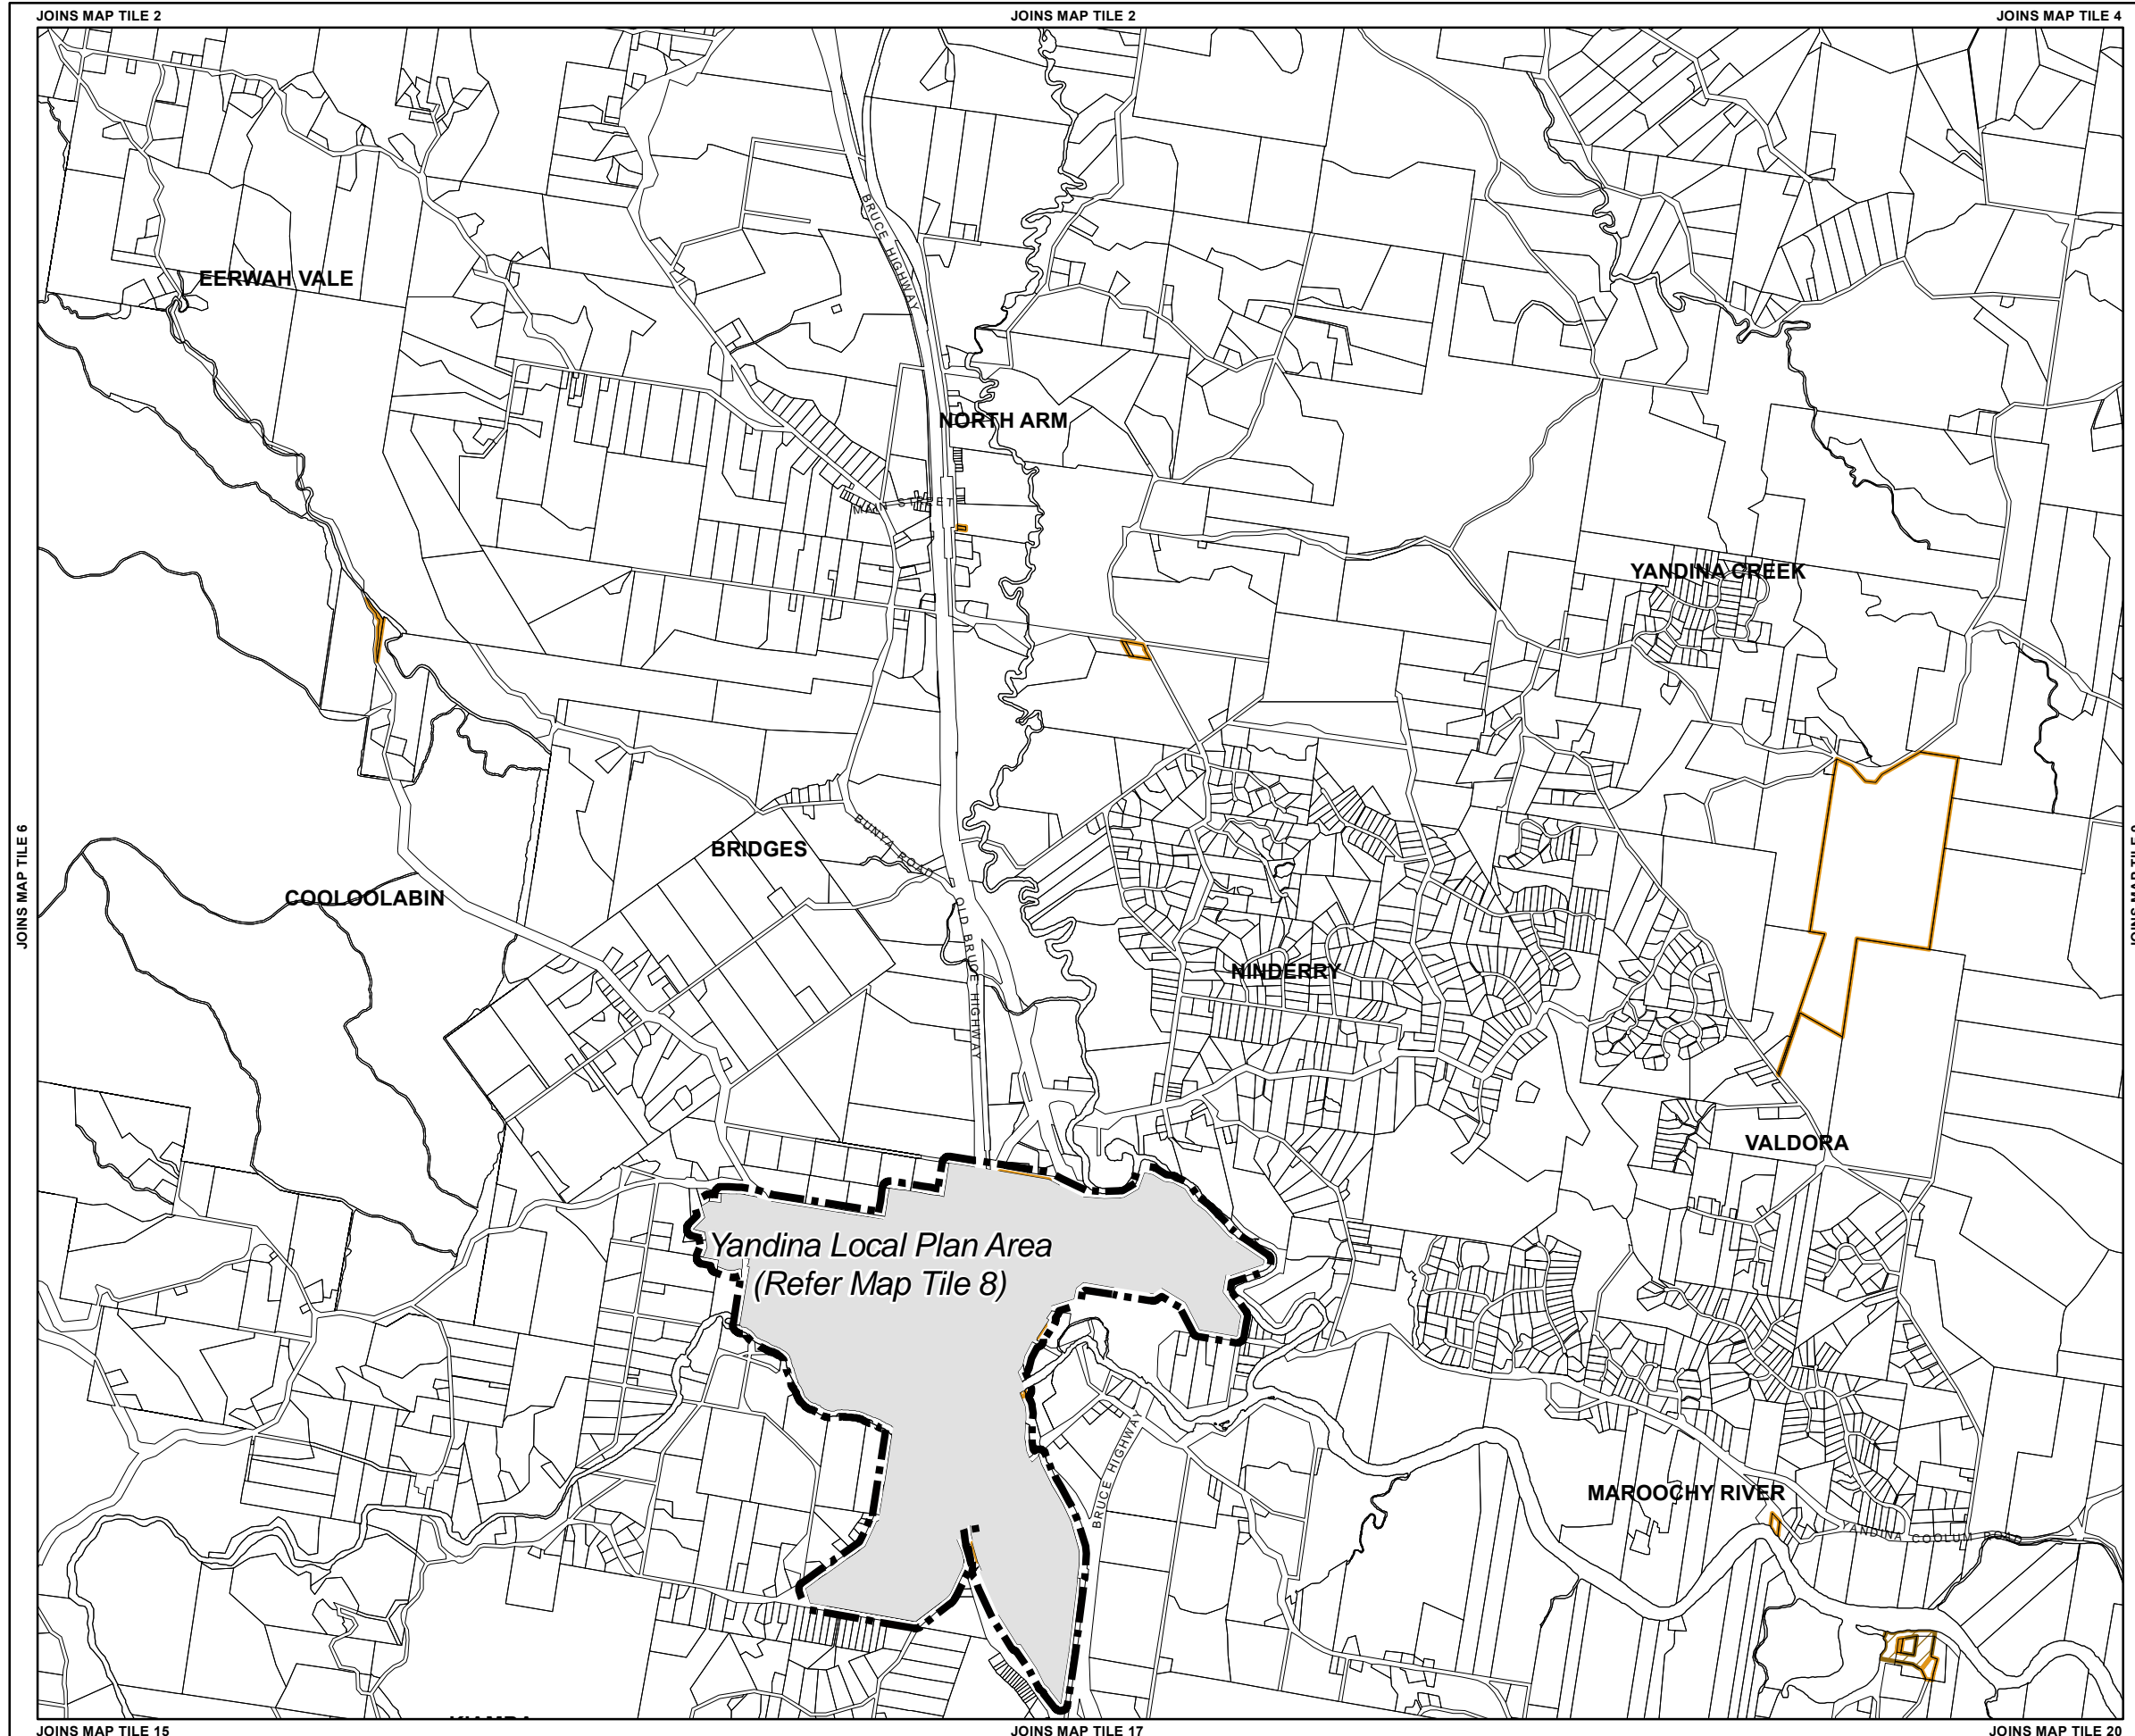 JOINS MAP TILE 2
JOINS MAP TILE 2
JOINS MAP TILE 4
BRUCE HIGHWAY
EERWAH VALE
NORTH ARM
MAIN STREET
YANDINA CREEK
JOINS MAP TILE 6
BRIDGES
BUNYA ROAD
COOLOOLABIN
OLD BRUCE HIGHWAY
NINDERRY
VALDORA
Yandina Local Plan Area
(Refer Map Tile 8)
BRUCE HIGHWAY
MAROOCHY RIVER
YANDINA COOLUM ROAD
JOINS MAP TILE 15
JOINS MAP TILE 17
JOINS MAP TILE 20